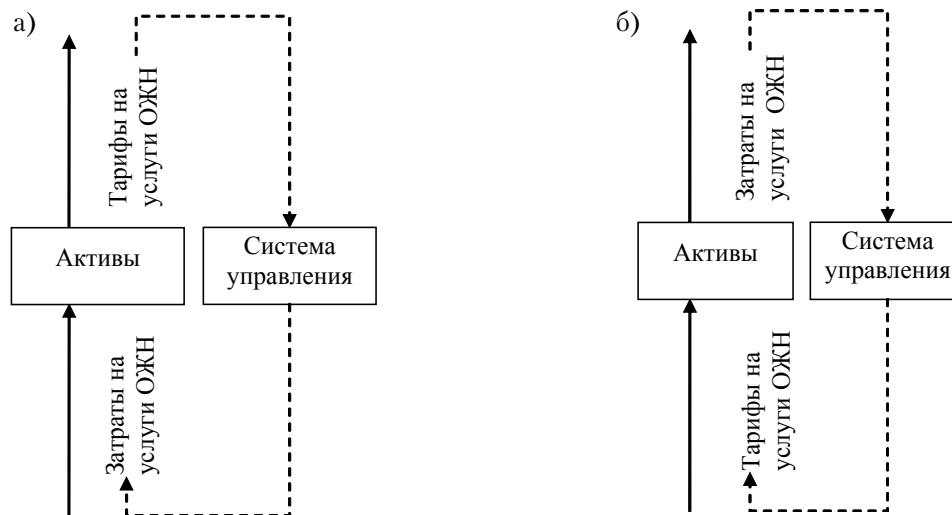 а)
Тарифы на
услуги ОЖН
Активы
Система
управления
Затраты на
услуги ОЖН
б)
Затраты на
услуги ОЖН
Активы
Система
управления
Тарифы на
услуги ОЖН